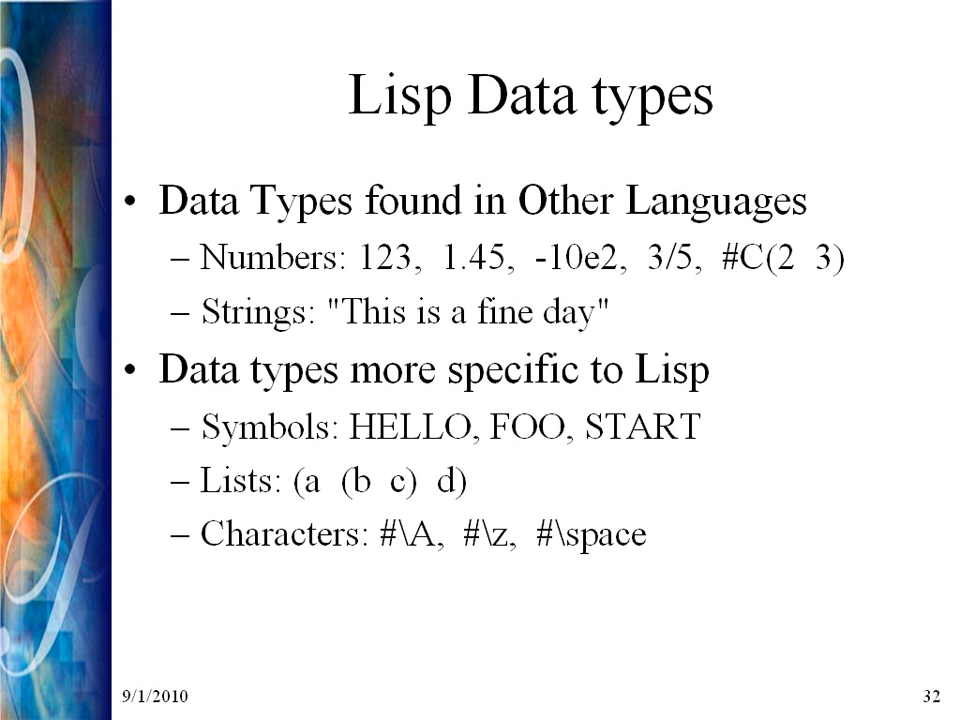 Lisp Data types
• Data Types found in Other Languages
– Numbers: 123, 1.45, -10e2, 3/5, #C(2 3)
– Strings: "This is a fine day"
• Data types more specific to Lisp
– Symbols: HELLO, FOO, START
– Lists: (a (b c) d)
– Characters: #\A, #\z, #\space
9/1/2010 32